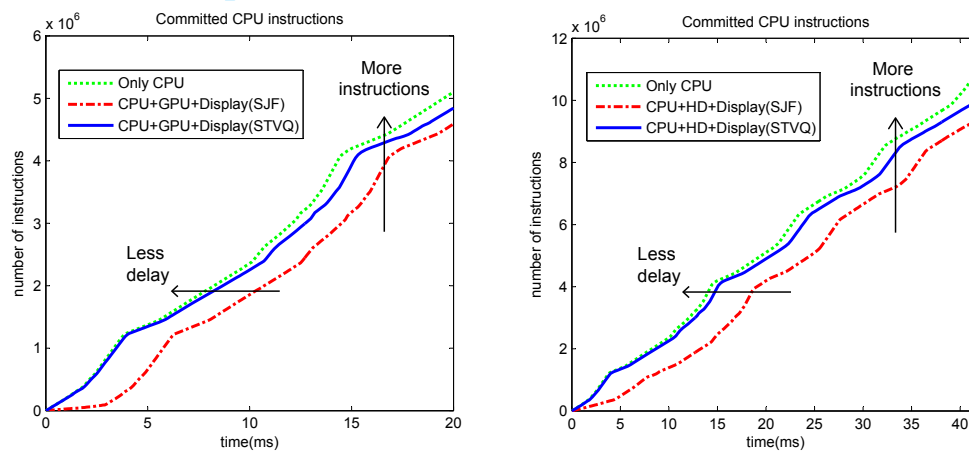 Committed CPU instructions
x 10^6
6
5
4
3
2
1
0
number of instructions
Only CPU
CPU+GPU+Display(SJF)
CPU+GPU+Display(STVQ)
More
instructions
Less
delay
0 5 10 15 20
time(ms)
Committed CPU instructions
x 10^6
12
10
8
6
4
2
0
number of instructions
Only CPU
CPU+HD+Display(SJF)
CPU+HD+Display(STVQ)
More
instructions
Less
delay
0 5 10 15 20 25 30 35 40
time(ms)